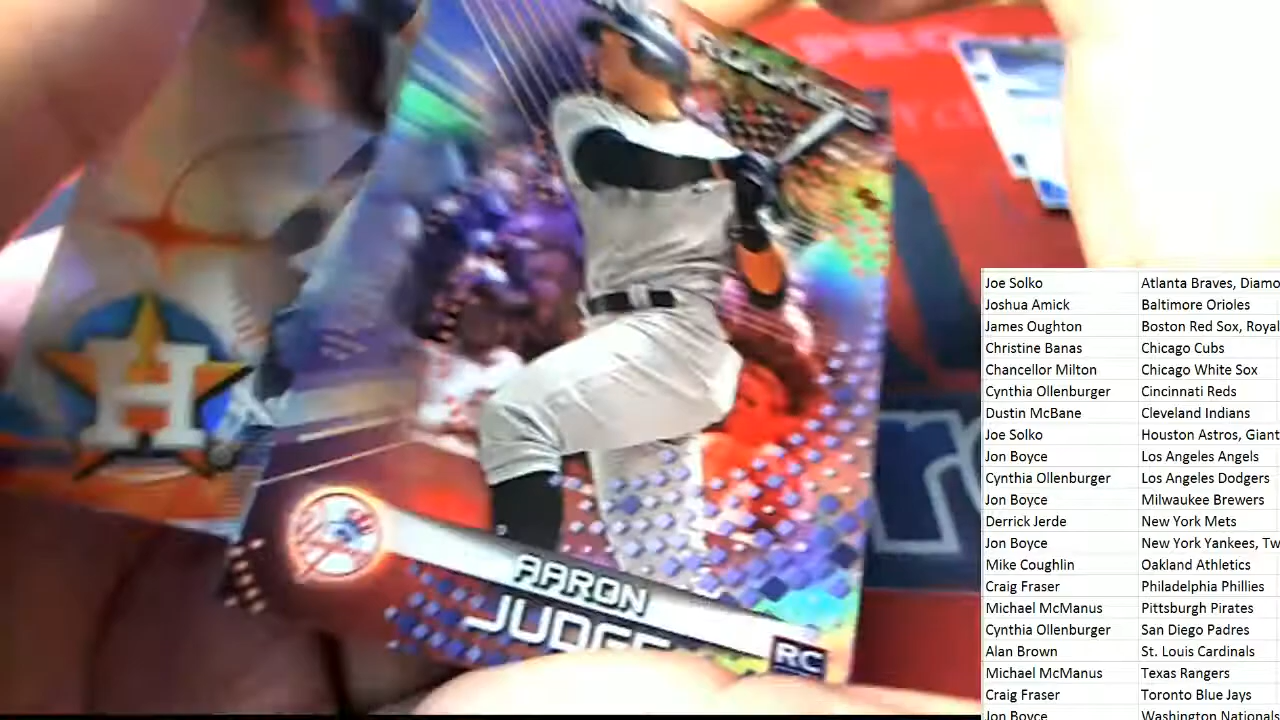 ROOKIES
H
AARON
JUDGE
RC
Joe Solko Atlanta Braves, Diamo
Joshua Amick Baltimore Orioles
James Oughton Boston Red Sox, Roya
Christine Banas Chicago Cubs
Chancellor Milton Chicago White Sox
Cynthia Ollenburger Cincinnati Reds
Dustin McBane Cleveland Indians
Joe Solko Houston Astros, Giant
Jon Boyce Los Angeles Angels
Cynthia Ollenburger Los Angeles Dodgers
Jon Boyce Milwaukee Brewers
Derrick Jerde New York Mets
Jon Boyce New York Yankees, Tw
Mike Coughlin Oakland Athletics
Craig Fraser Philadelphia Phillies
Michael McManus Pittsburgh Pirates
Cynthia Ollenburger San Diego Padres
Alan Brown St. Louis Cardinals
Michael McManus Texas Rangers
Craig Fraser Toronto Blue Jays
Jon Boyce Washington Nationals